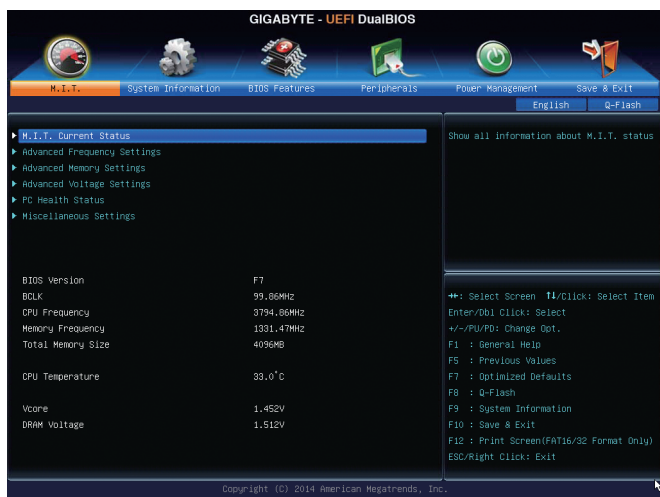 GIGABYTE - UEFI DualBIOS
M.I.T. System Information BIOS Features Peripherals Power Management Save & Exit
English Q-Flash
M.I.T. Current Status
Advanced Frequency Settings
Advanced Memory Settings
Advanced Voltage Settings
PC Health Status
Miscellaneous Settings
Show all information about M.I.T. status
BIOS Version F7
BCLK 99.86MHz
CPU Frequency 3794.86MHz
Memory Frequency 1331.47MHz
Total Memory Size 4096MB
CPU Temperature 33.0°C
Vcore 1.452V
DRAM Voltage 1.512V
→←: Select Screen ↑↓/Click: Select Item
Enter/Dbl Click: Select
+/-/PU/PD: Change Opt.
F1 : General Help
F5 : Previous Values
F7 : Optimized Defaults
F8 : Q-Flash
F9 : System Information
F10 : Save & Exit
F12 : Print Screen(FAT16/32 Format Only)
ESC/Right Click: Exit
Copyright (C) 2014 American Megatrends, Inc.